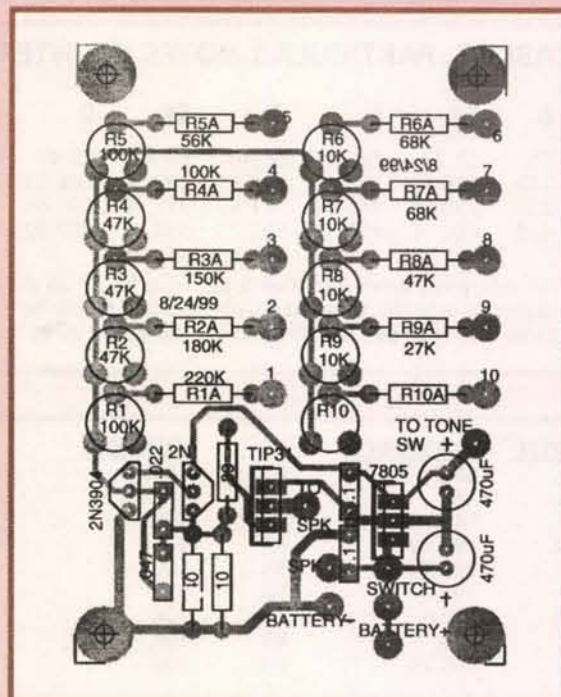 R5A 5
R5 56K
100K
100K
R4A 4
R4
47K
R3A 3
R3 150K
47K
8/24/99
R2A 2
R2 180K
47K
220K
R1A 1
R1
100K
R6A 6
R6 68K
10K
8/24/99
R7A 7
R7 68K
10K
R8A 8
R8 47K
10K
R9A 9
R9 27K
10K
R10A 10
R10
TO TONE
SW +
2N390
.022
2N
TIP31
.1
7805
470uF
.047
SPK
SPK
.1
10
10
SWITCH
+
470uF
BATTERY-
BATTERY+